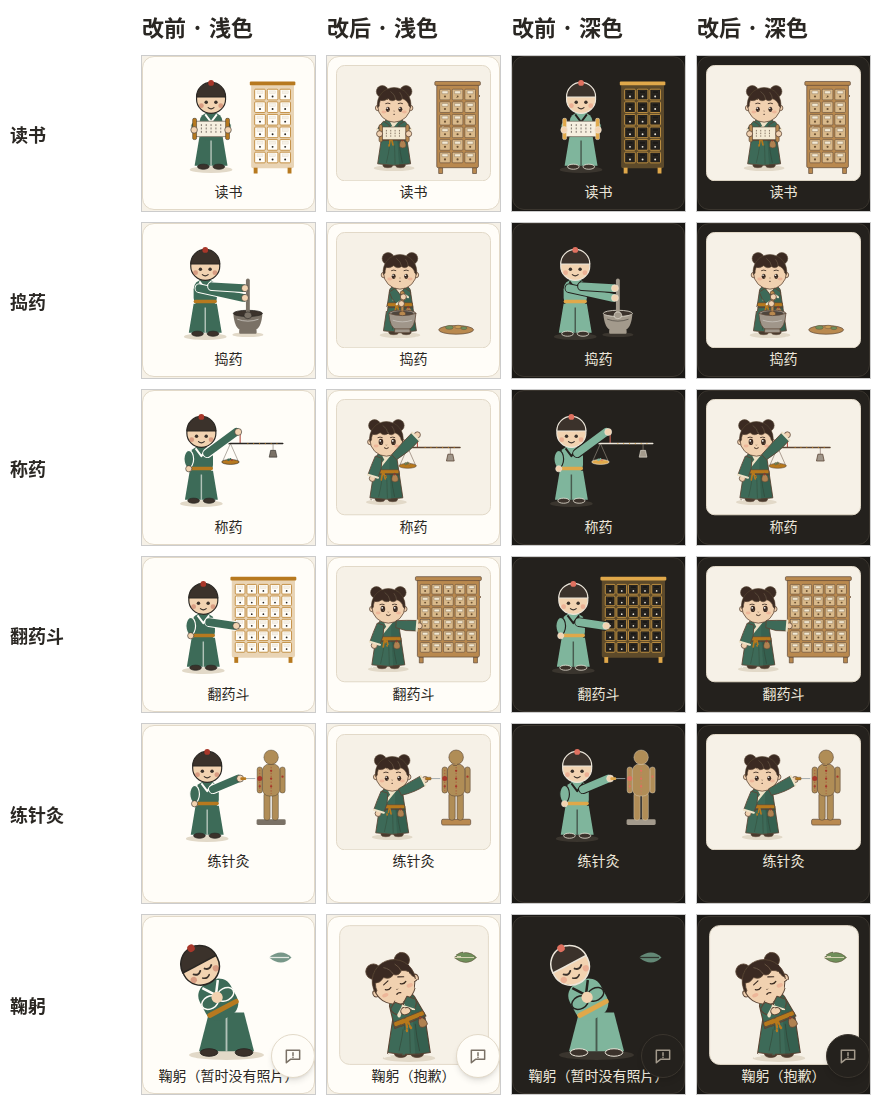 改前 · 浅色 改后 · 浅色 改前 · 深色 改后 · 深色
读书
读书 读书 读书 读书
捣药
捣药 捣药 捣药 捣药
称药
称药 称药 称药 称药
翻药斗
翻药斗 翻药斗 翻药斗 翻药斗
练针灸
练针灸 练针灸 练针灸 练针灸
鞠躬
鞠躬（暂时没有照片） 鞠躬（抱歉） 鞠躬（暂时没有照片） 鞠躬（抱歉）